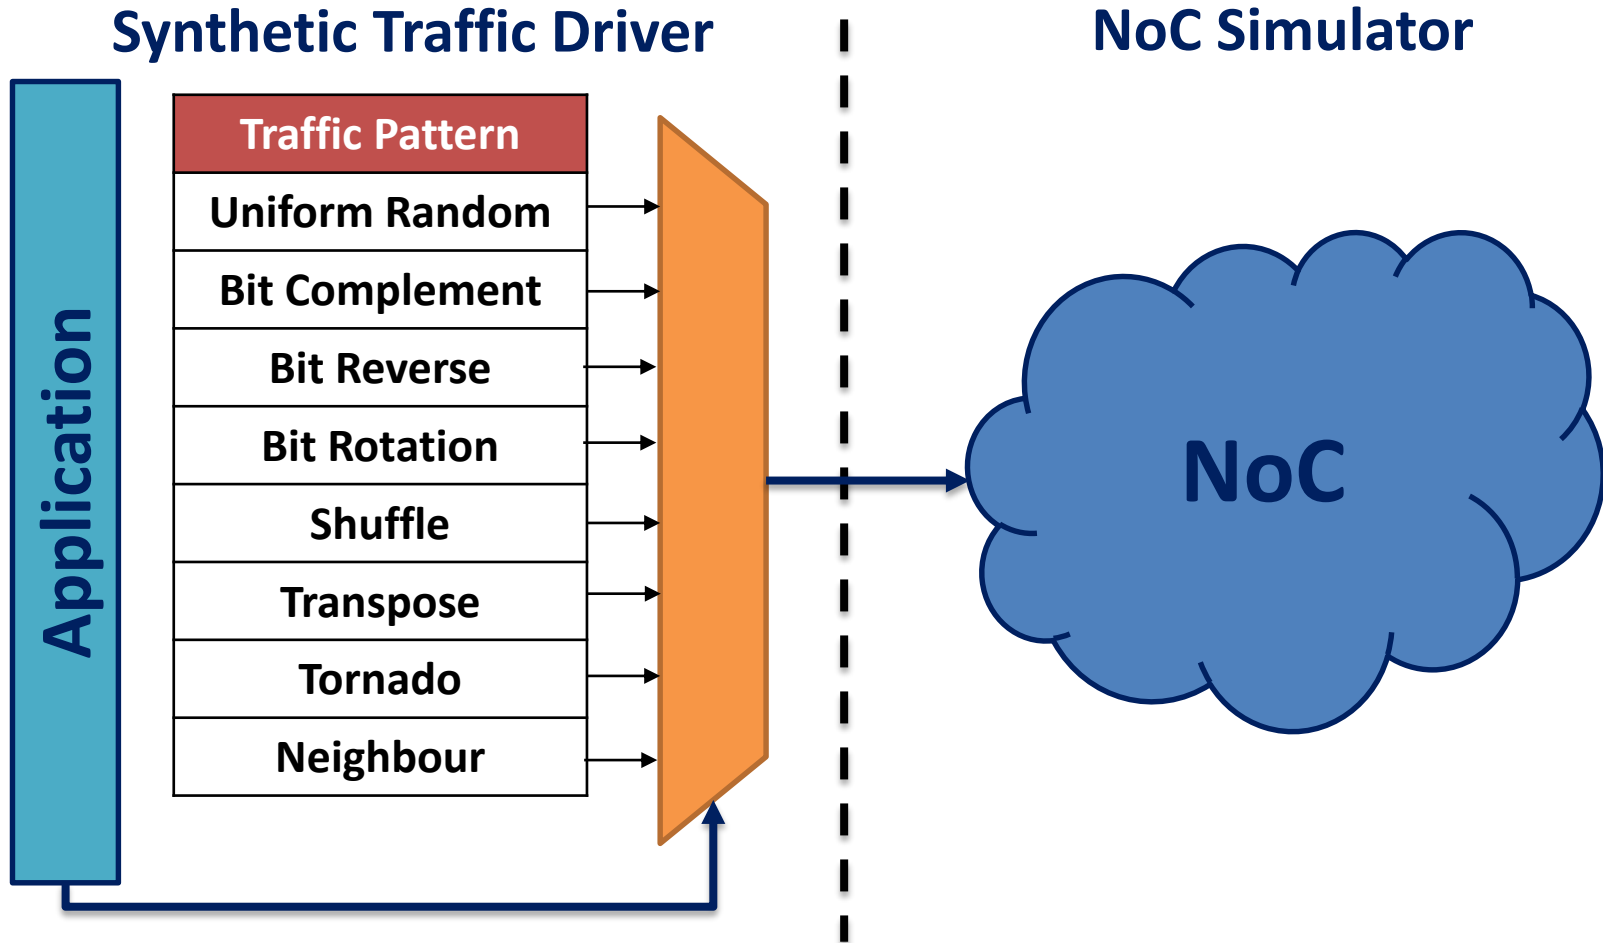 Synthetic Traffic Driver
NoC Simulator
Application
Traffic Pattern
Uniform Random
Bit Complement
Bit Reverse
Bit Rotation
Shuffle
Transpose
Tornado
Neighbour
NoC